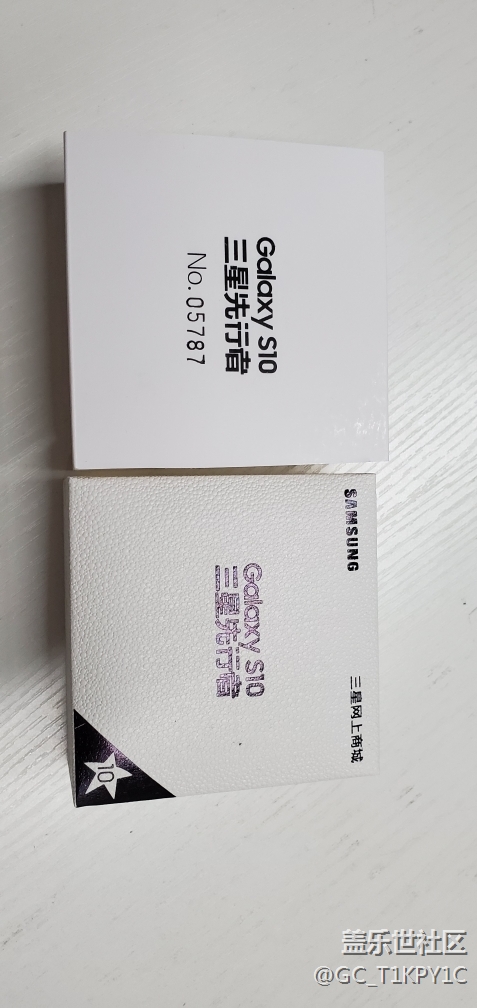 Galaxy S10
三星先行者
No. 05787
SAMSUNG
三星网上商城
Galaxy S10
三星先行者
10
盖乐世社区
@GC_T1KPY1C